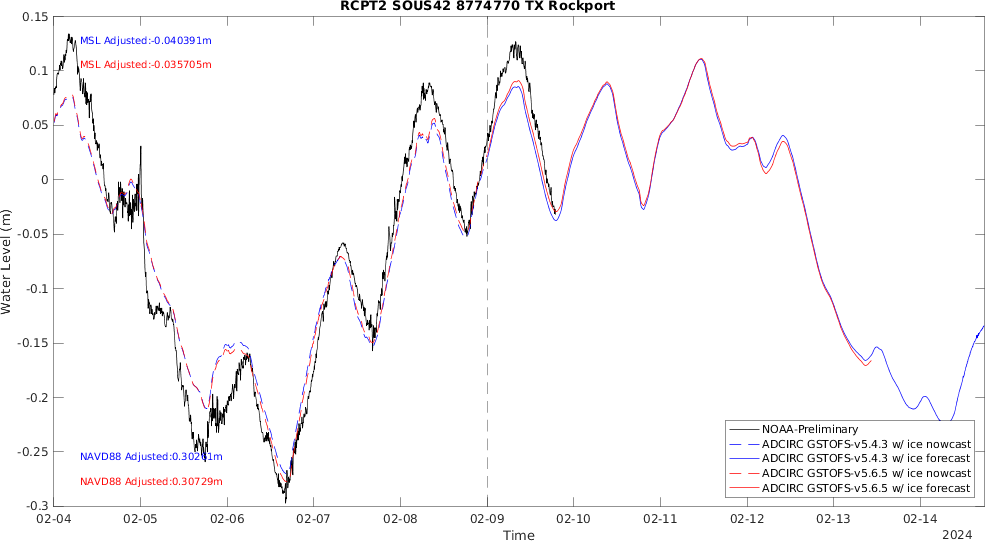 RCPT2 SOUS42 8774770 TX Rockport
0.15
0.1
0.05
0
-0.05
-0.1
-0.15
-0.2
-0.25
-0.3
Water Level (m)
MSL Adjusted:-0.040391m
MSL Adjusted:-0.035705m
NAVD88 Adjusted:0.30261m
NAVD88 Adjusted:0.30729m
NOAA-Preliminary
ADCIRC GSTOFS-v5.4.3 w/ ice nowcast
ADCIRC GSTOFS-v5.4.3 w/ ice forecast
ADCIRC GSTOFS-v5.6.5 w/ ice nowcast
ADCIRC GSTOFS-v5.6.5 w/ ice forecast
02-04 02-05 02-06 02-07 02-08 02-09 02-10 02-11 02-12 02-13 02-14
Time
2024